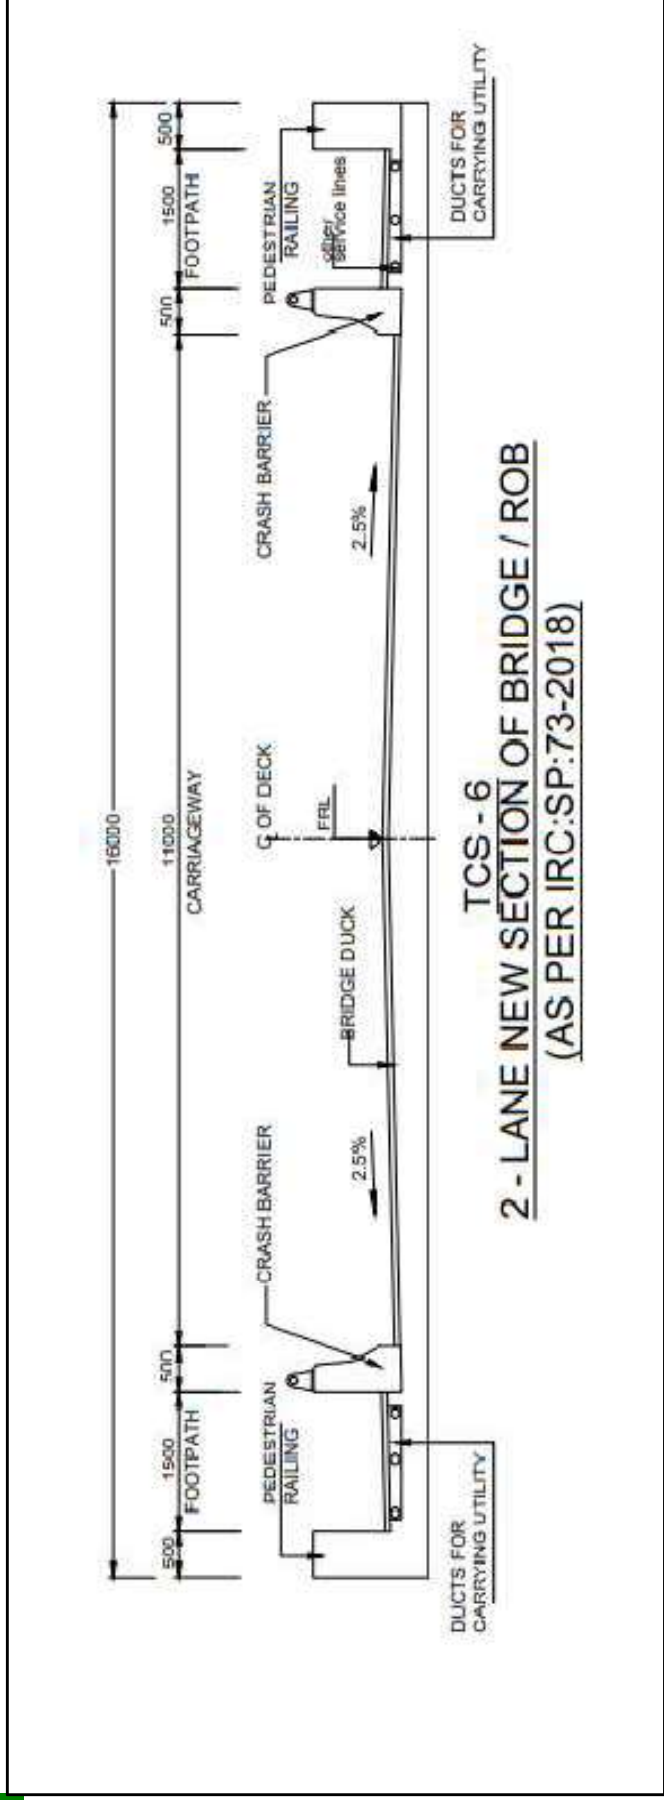 16000
500
1500
500
11000
500
1500
500
FOOTPATH
CARRIAGEWAY
FOOTPATH
PEDESTRIAN
RAILING
CRASH BARRIER
℄ OF DECK
CRASH BARRIER
PEDESTRIAN
RAILING
FRL
other
service lines
BRIDGE DUCK
2.5%
2.5%
DUCTS FOR
CARRYING UTILITY
DUCTS FOR
CARRYING UTILITY
TCS - 6
2 - LANE NEW SECTION OF BRIDGE / ROB
(AS PER IRC:SP:73-2018)